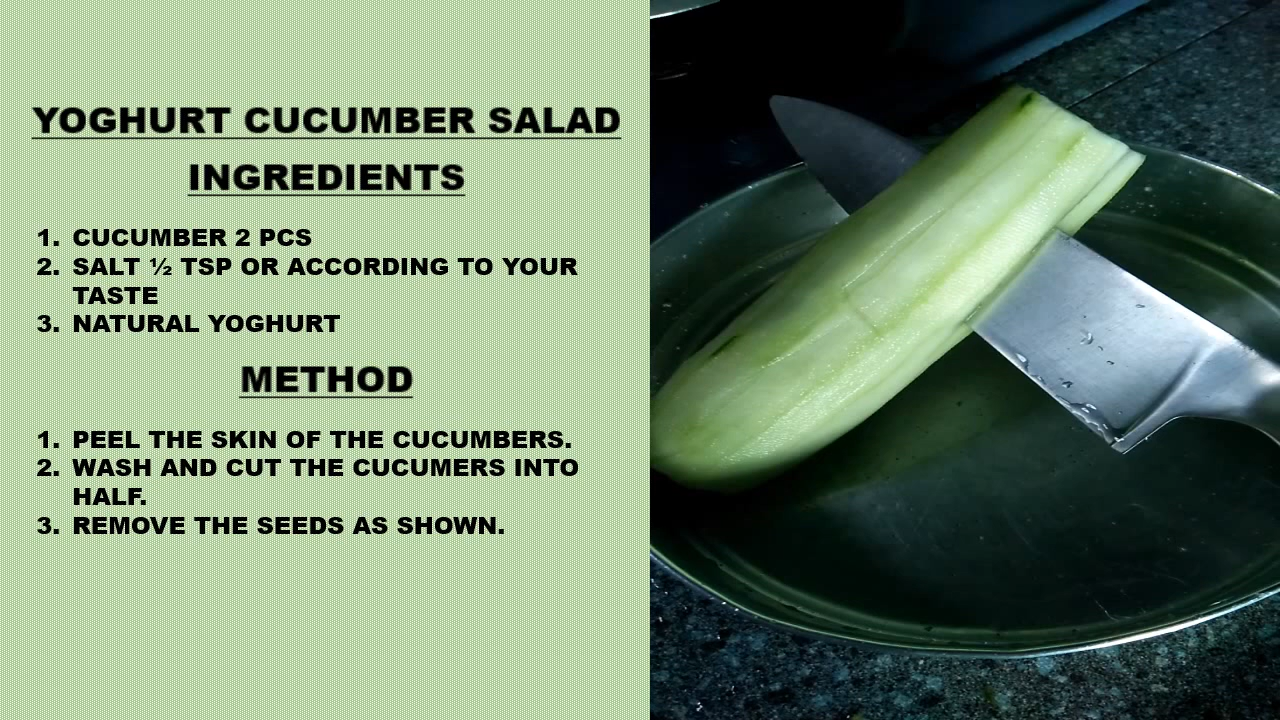 YOGHURT CUCUMBER SALAD
INGREDIENTS
1. CUCUMBER 2 PCS
2. SALT ½ TSP OR ACCORDING TO YOUR
TASTE
3. NATURAL YOGHURT
METHOD
1. PEEL THE SKIN OF THE CUCUMBERS.
2. WASH AND CUT THE CUCUMERS INTO
HALF.
3. REMOVE THE SEEDS AS SHOWN.